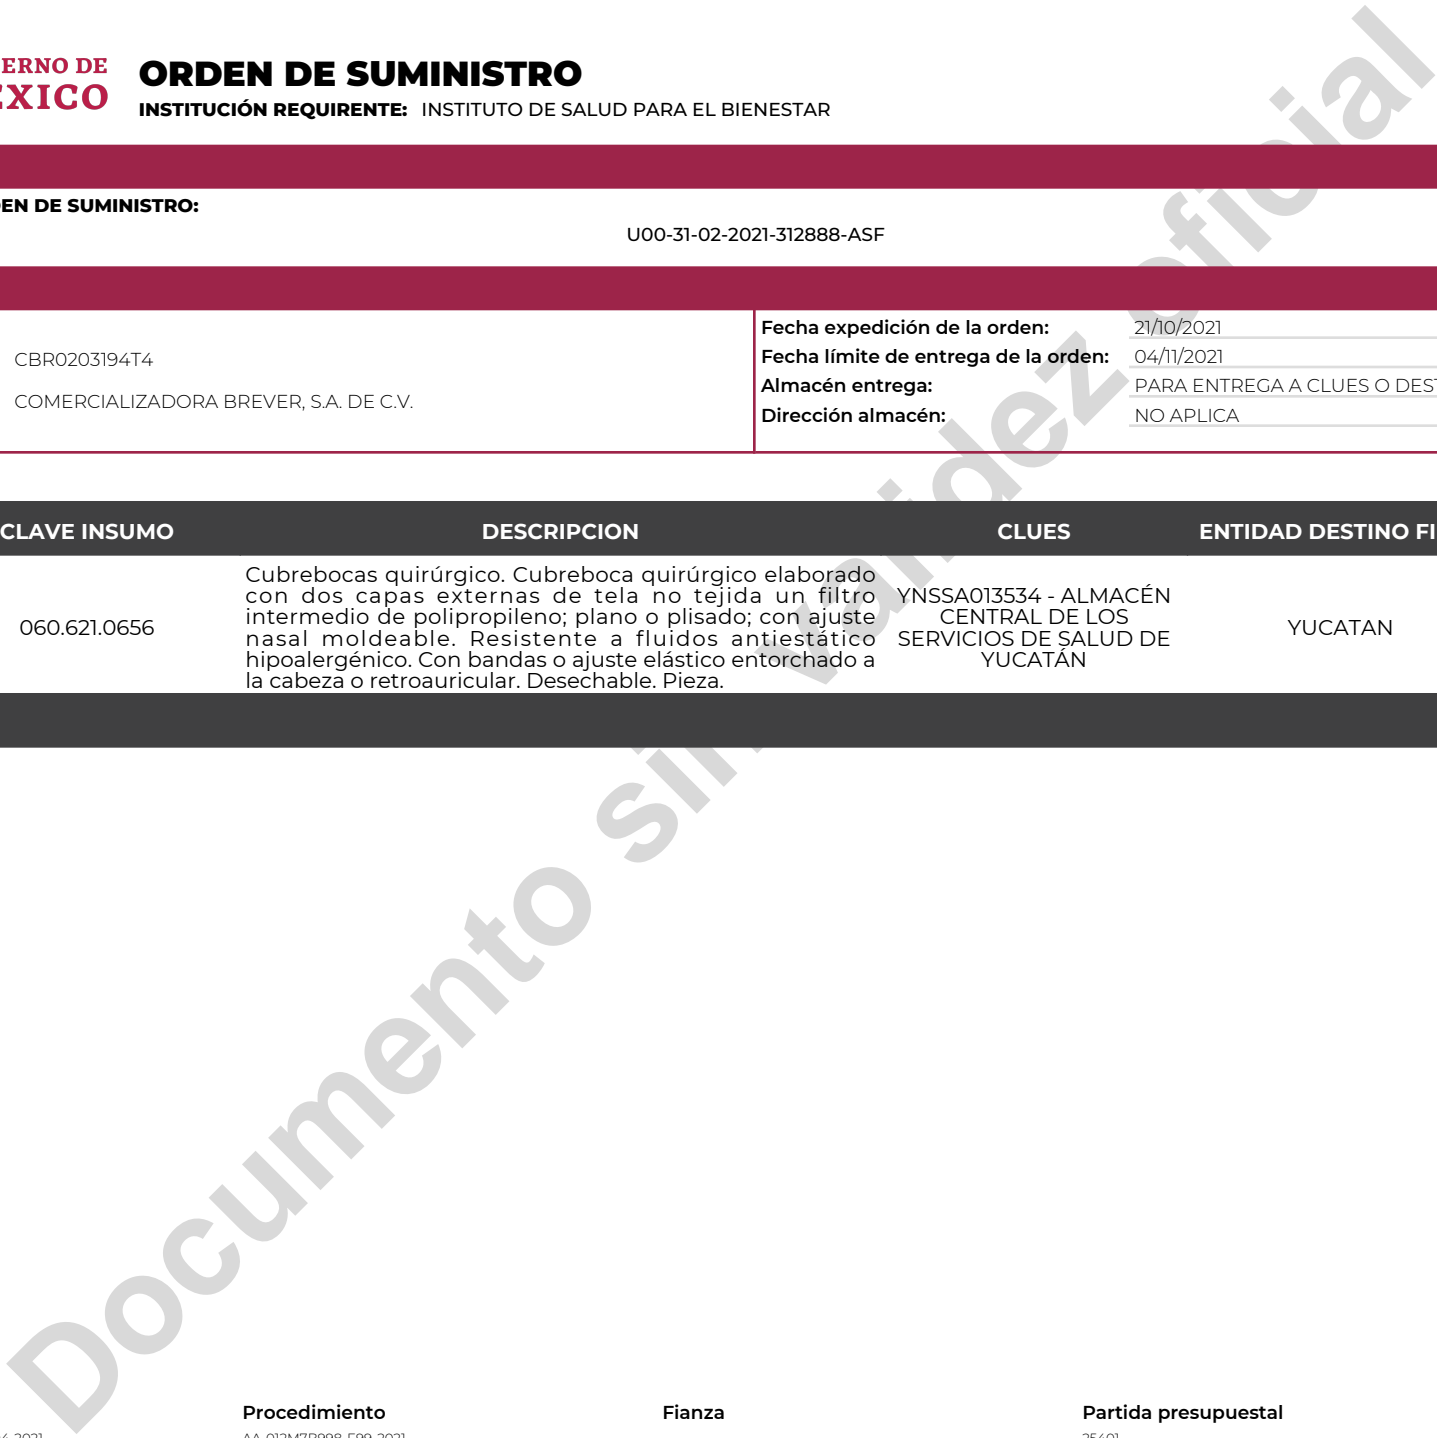 ERNO DE
ÉXICO
ORDEN DE SUMINISTRO
INSTITUCIÓN REQUIRENTE: INSTITUTO DE SALUD PARA EL BIENESTAR
EN DE SUMINISTRO:
U00-31-02-2021-312888-ASF
CBR0203194T4
COMERCIALIZADORA BREVER, S.A. DE C.V.
Fecha expedición de la orden: 21/10/2021
Fecha límite de entrega de la orden: 04/11/2021
Almacén entrega: PARA ENTREGA A CLUES O DEST
Dirección almacén: NO APLICA
CLAVE INSUMO DESCRIPCION CLUES ENTIDAD DESTINO FI
060.621.0656
Cubrebocas quirúrgico. Cubreboca quirúrgico elaborado
con dos capas externas de tela no tejida un filtro
intermedio de polipropileno; plano o plisado; con ajuste
nasal moldeable. Resistente a fluidos antiestático
hipoalergénico. Con bandas o ajuste elástico entorchado a
la cabeza o retroauricular. Desechable. Pieza.
YNSSA013534 - ALMACÉN
CENTRAL DE LOS
SERVICIOS DE SALUD DE
YUCATÁN
YUCATAN
Documento sin validez oficial
Procedimiento Fianza Partida presupuestal